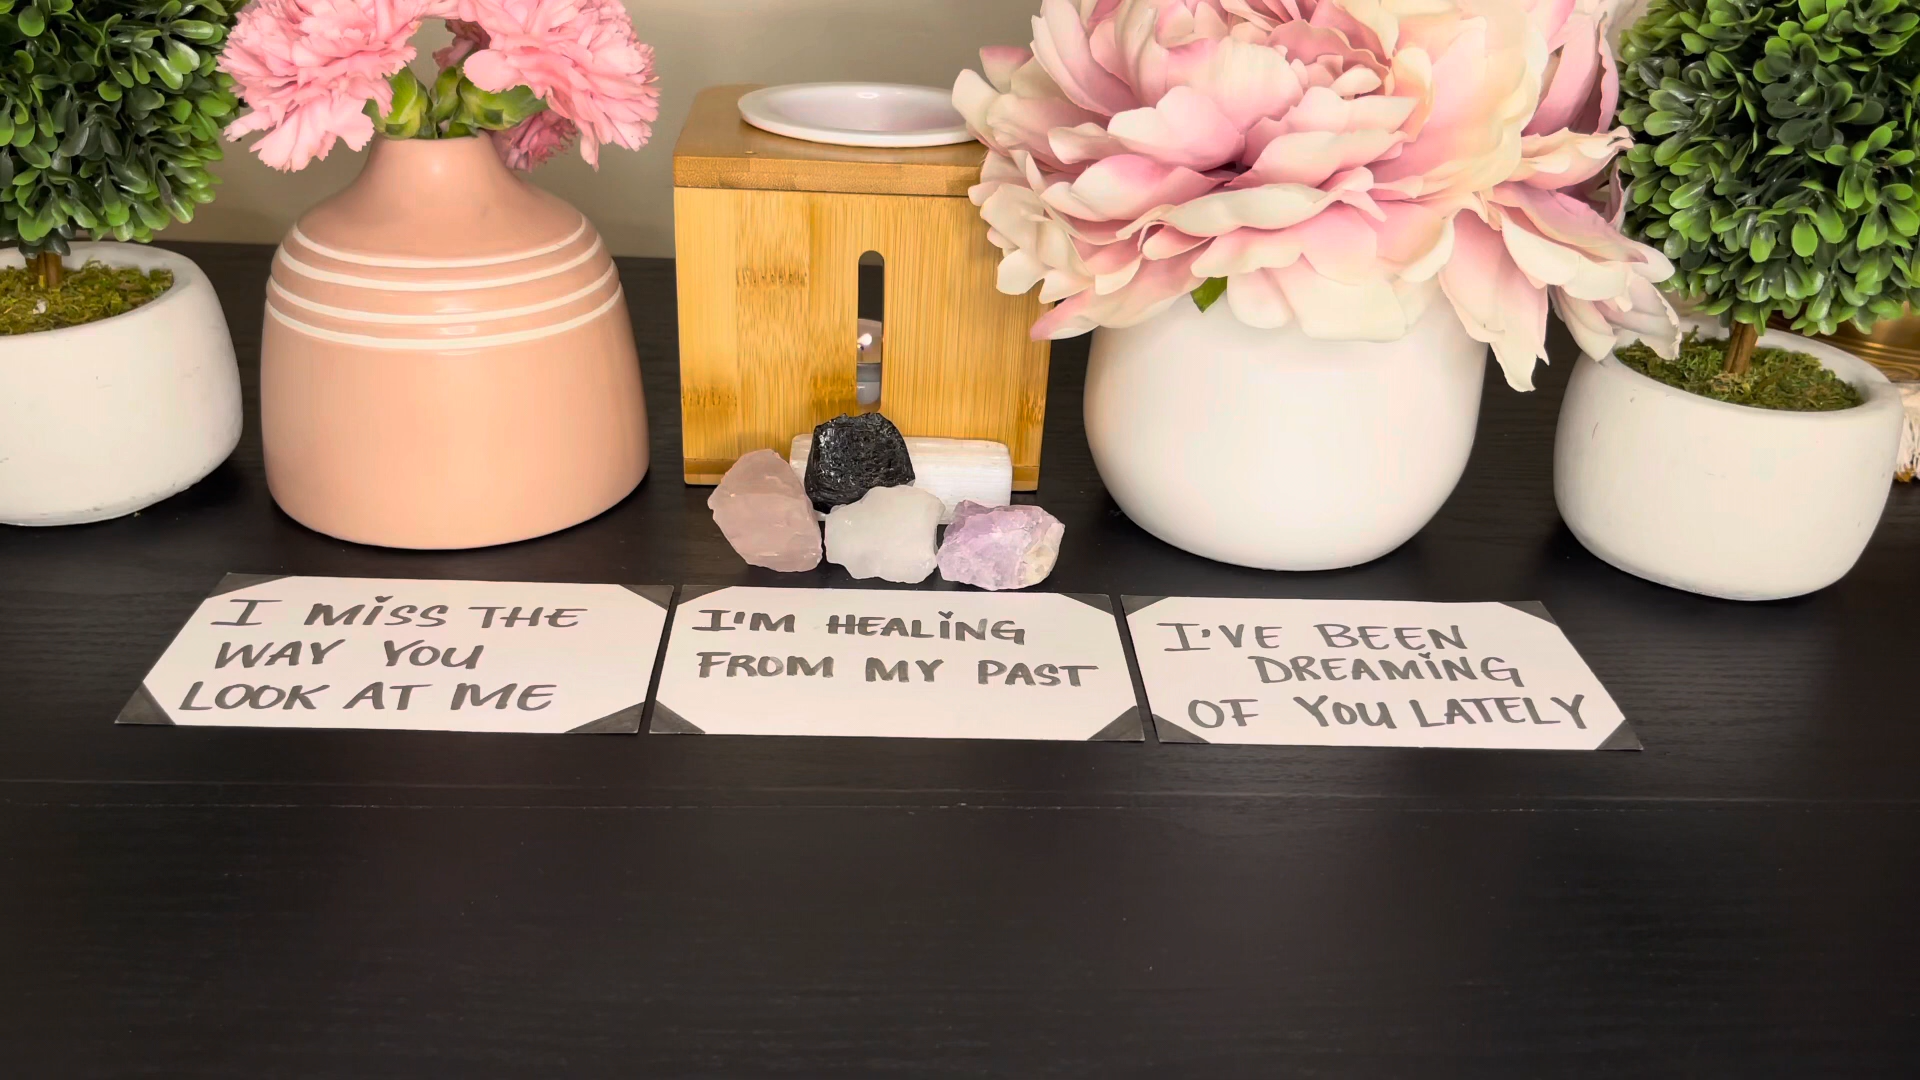 I MiSS THE
WAY YOU
LOOK AT ME
I'M HEALiNG
FROM MY PAST
I'VE BEEN
DREAMiNG
OF YOU LATELY